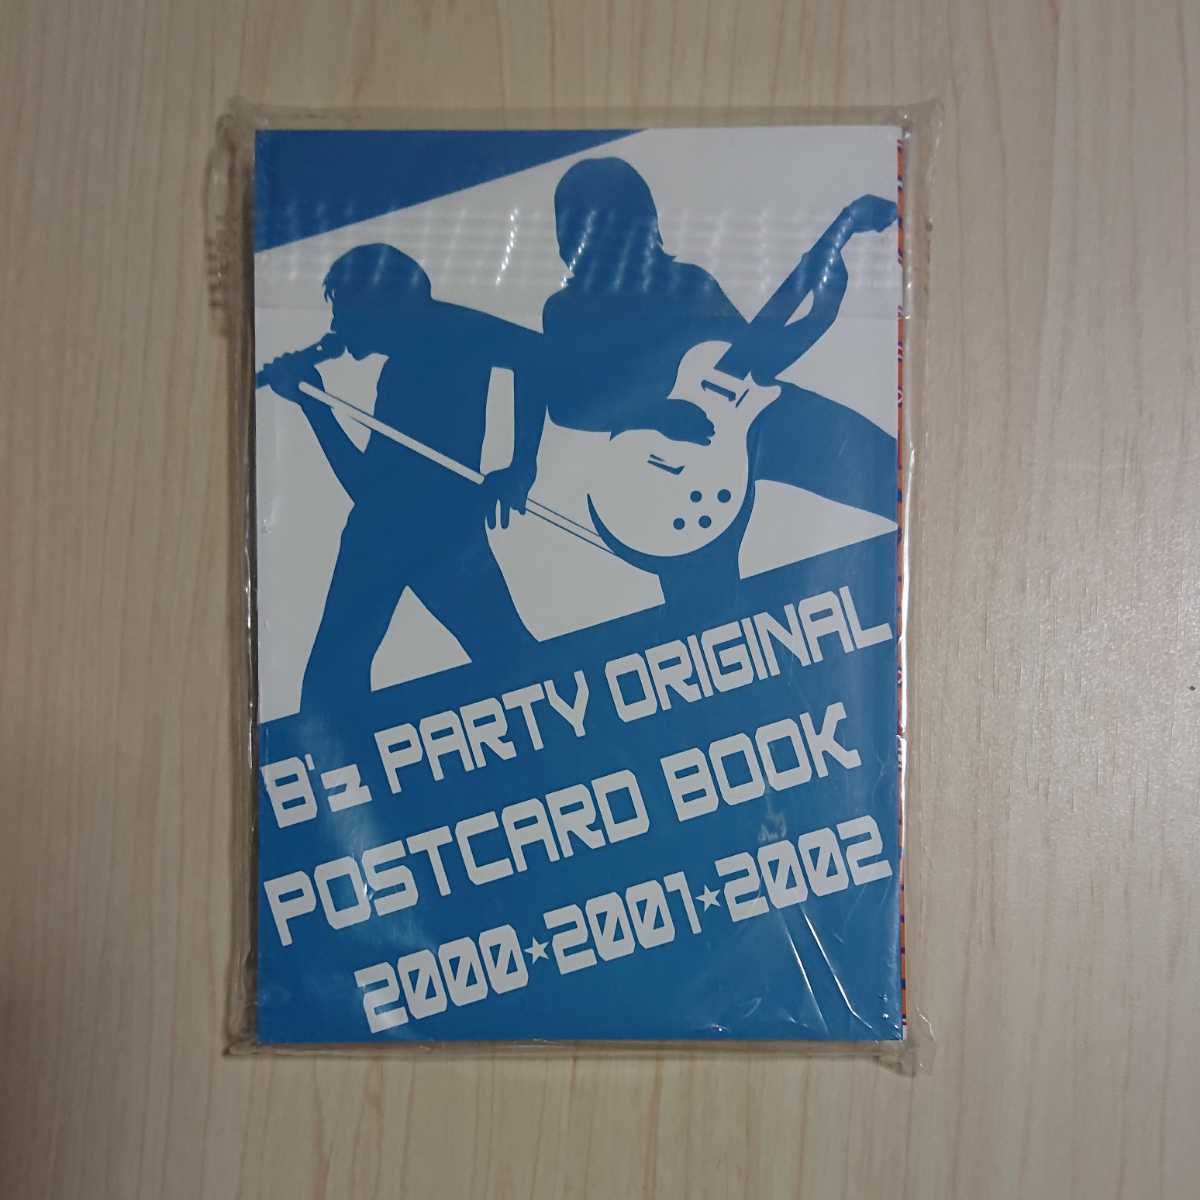 B'z PARTY ORIGINAL
POSTCARD BOOK
2000★2001★2002